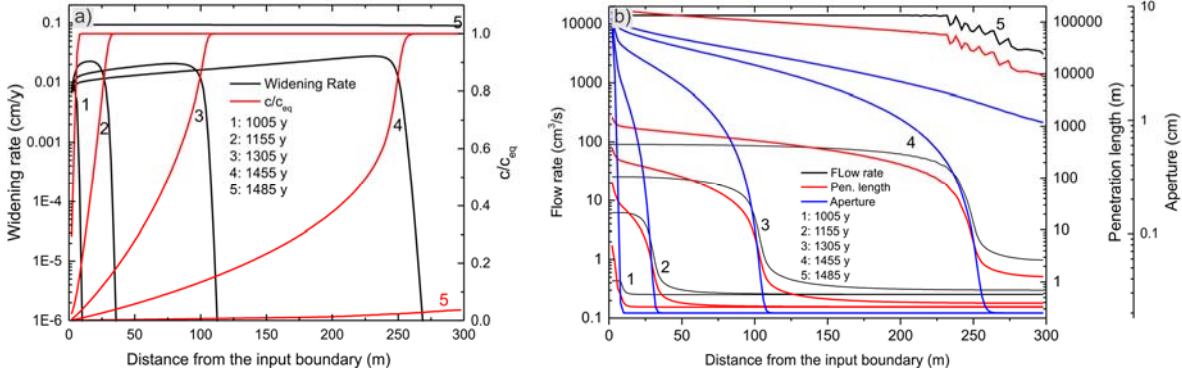 a)
Widening rate (cm/y)
0.1
0.01
0.001
1E-4
1E-5
1E-6
0 50 100 150 200 250 300
Distance from the input boundary (m)
1.0
0.8
0.6
0.4
0.2
0.0
c/ceq
Widening Rate
c/ceq
1: 1005 y
2: 1155 y
3: 1305 y
4: 1455 y
5: 1485 y
1
2
3
4
5
5
b)
Flow rate (cm3/s)
10000
1000
100
10
1
0.1
0 50 100 150 200 250 300
Distance from the input boundary (m)
100000
10000
1000
100
10
1
Penetration length (m)
10
1
0.1
Aperture (cm)
FLow rate
Pen. length
Aperture
1: 1005 y
2: 1155 y
3: 1305 y
4: 1455 y
5: 1485 y
1
2
3
4
5